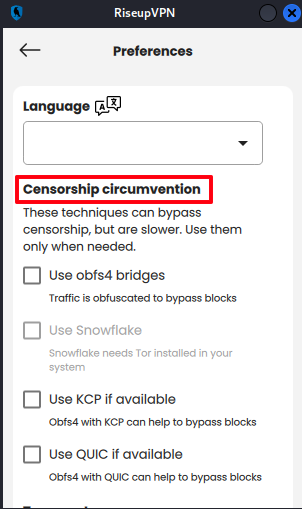 RiseupVPN
Preferences
Language
Censorship circumvention
These techniques can bypass
censorship, but are slower. Use them
only when needed.
Use obfs4 bridges
Traffic is obfuscated to bypass blocks
Use Snowflake
Snowflake needs Tor installed in your
system
Use KCP if available
Obfs4 with KCP can help to bypass blocks
Use QUIC if available
Obfs4 with QUIC can help to bypass blocks